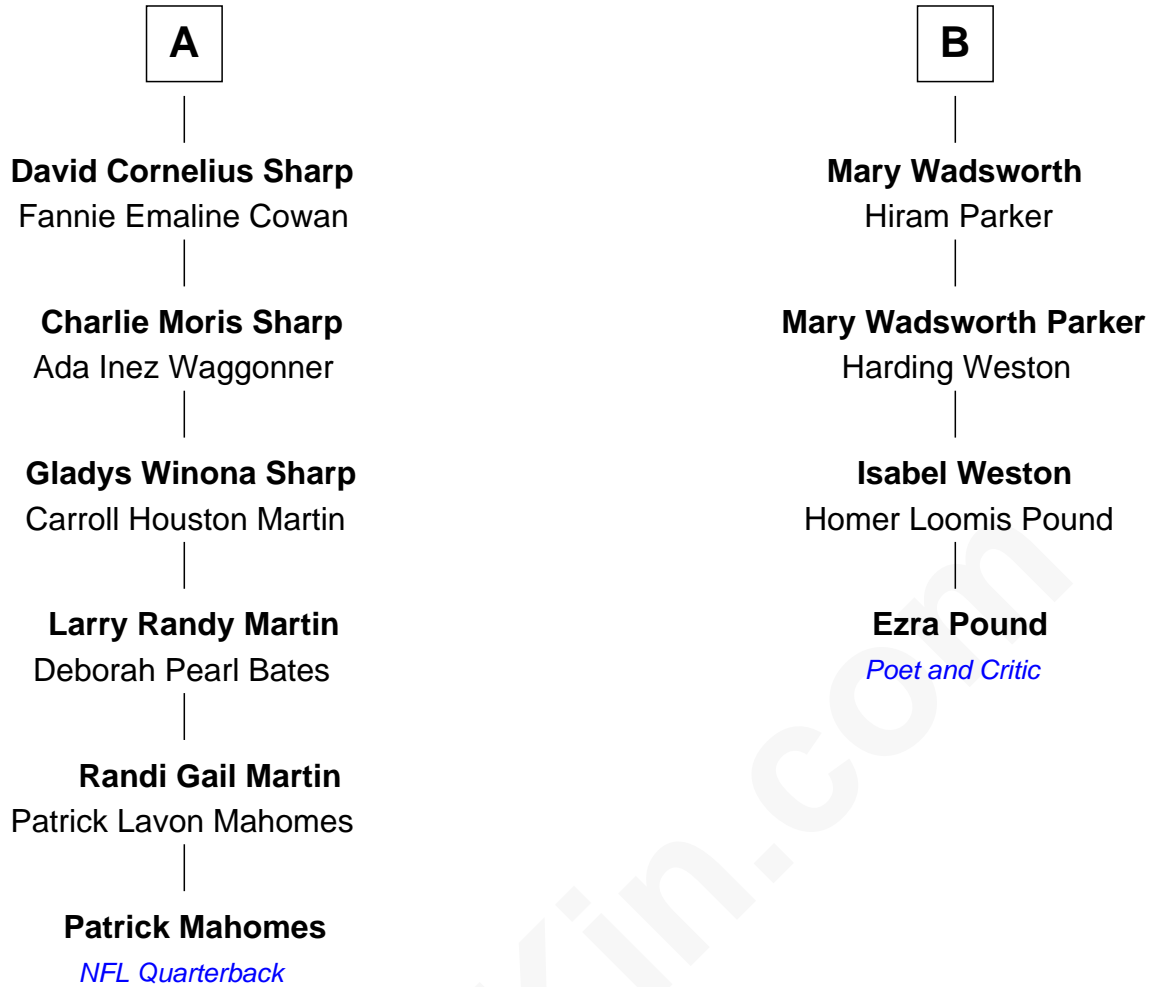 A
David Cornelius Sharp
Fannie Emaline Cowan
Charlie Moris Sharp
Ada Inez Waggonner
Gladys Winona Sharp
Carroll Houston Martin
Larry Randy Martin
Deborah Pearl Bates
Randi Gail Martin
Patrick Lavon Mahomes
Patrick Mahomes
NFL Quarterback
B
Mary Wadsworth
Hiram Parker
Mary Wadsworth Parker
Harding Weston
Isabel Weston
Homer Loomis Pound
Ezra Pound
Poet and Critic
in.com